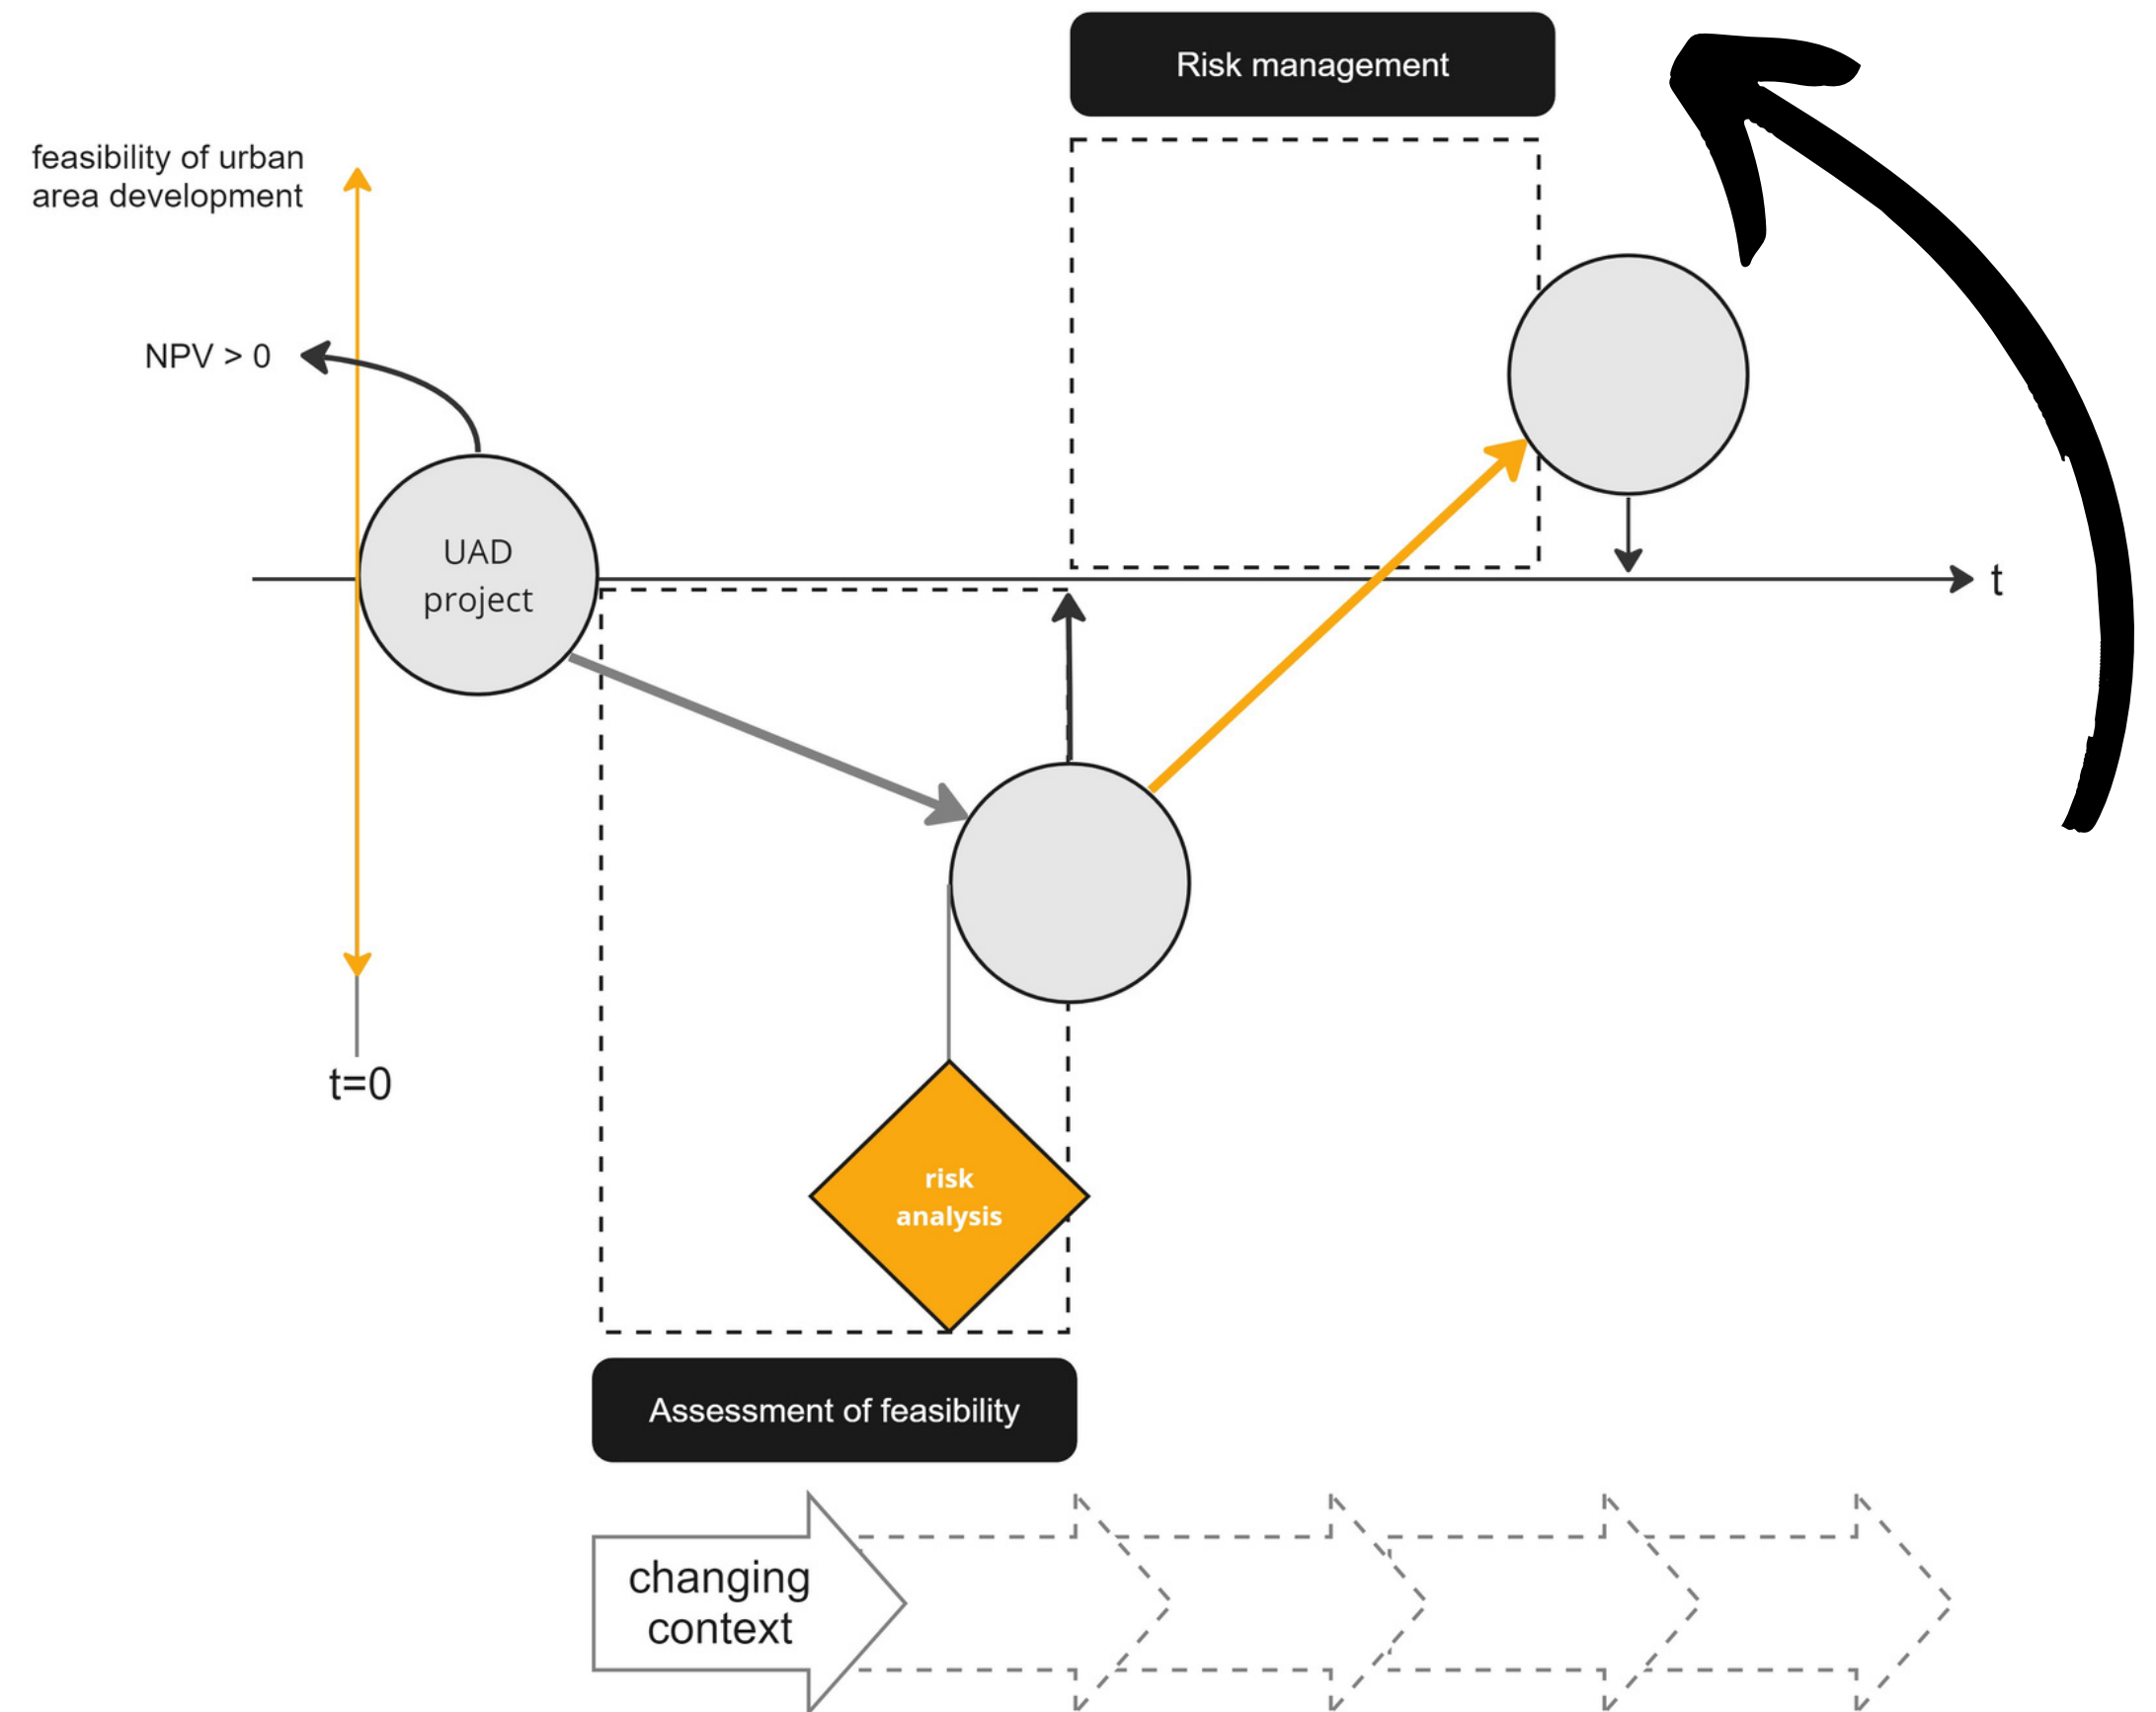 Risk management
feasibility of urban
area development
NPV > 0
UAD
project
t
t=0
risk
analysis
Assessment of feasibility
changing
context